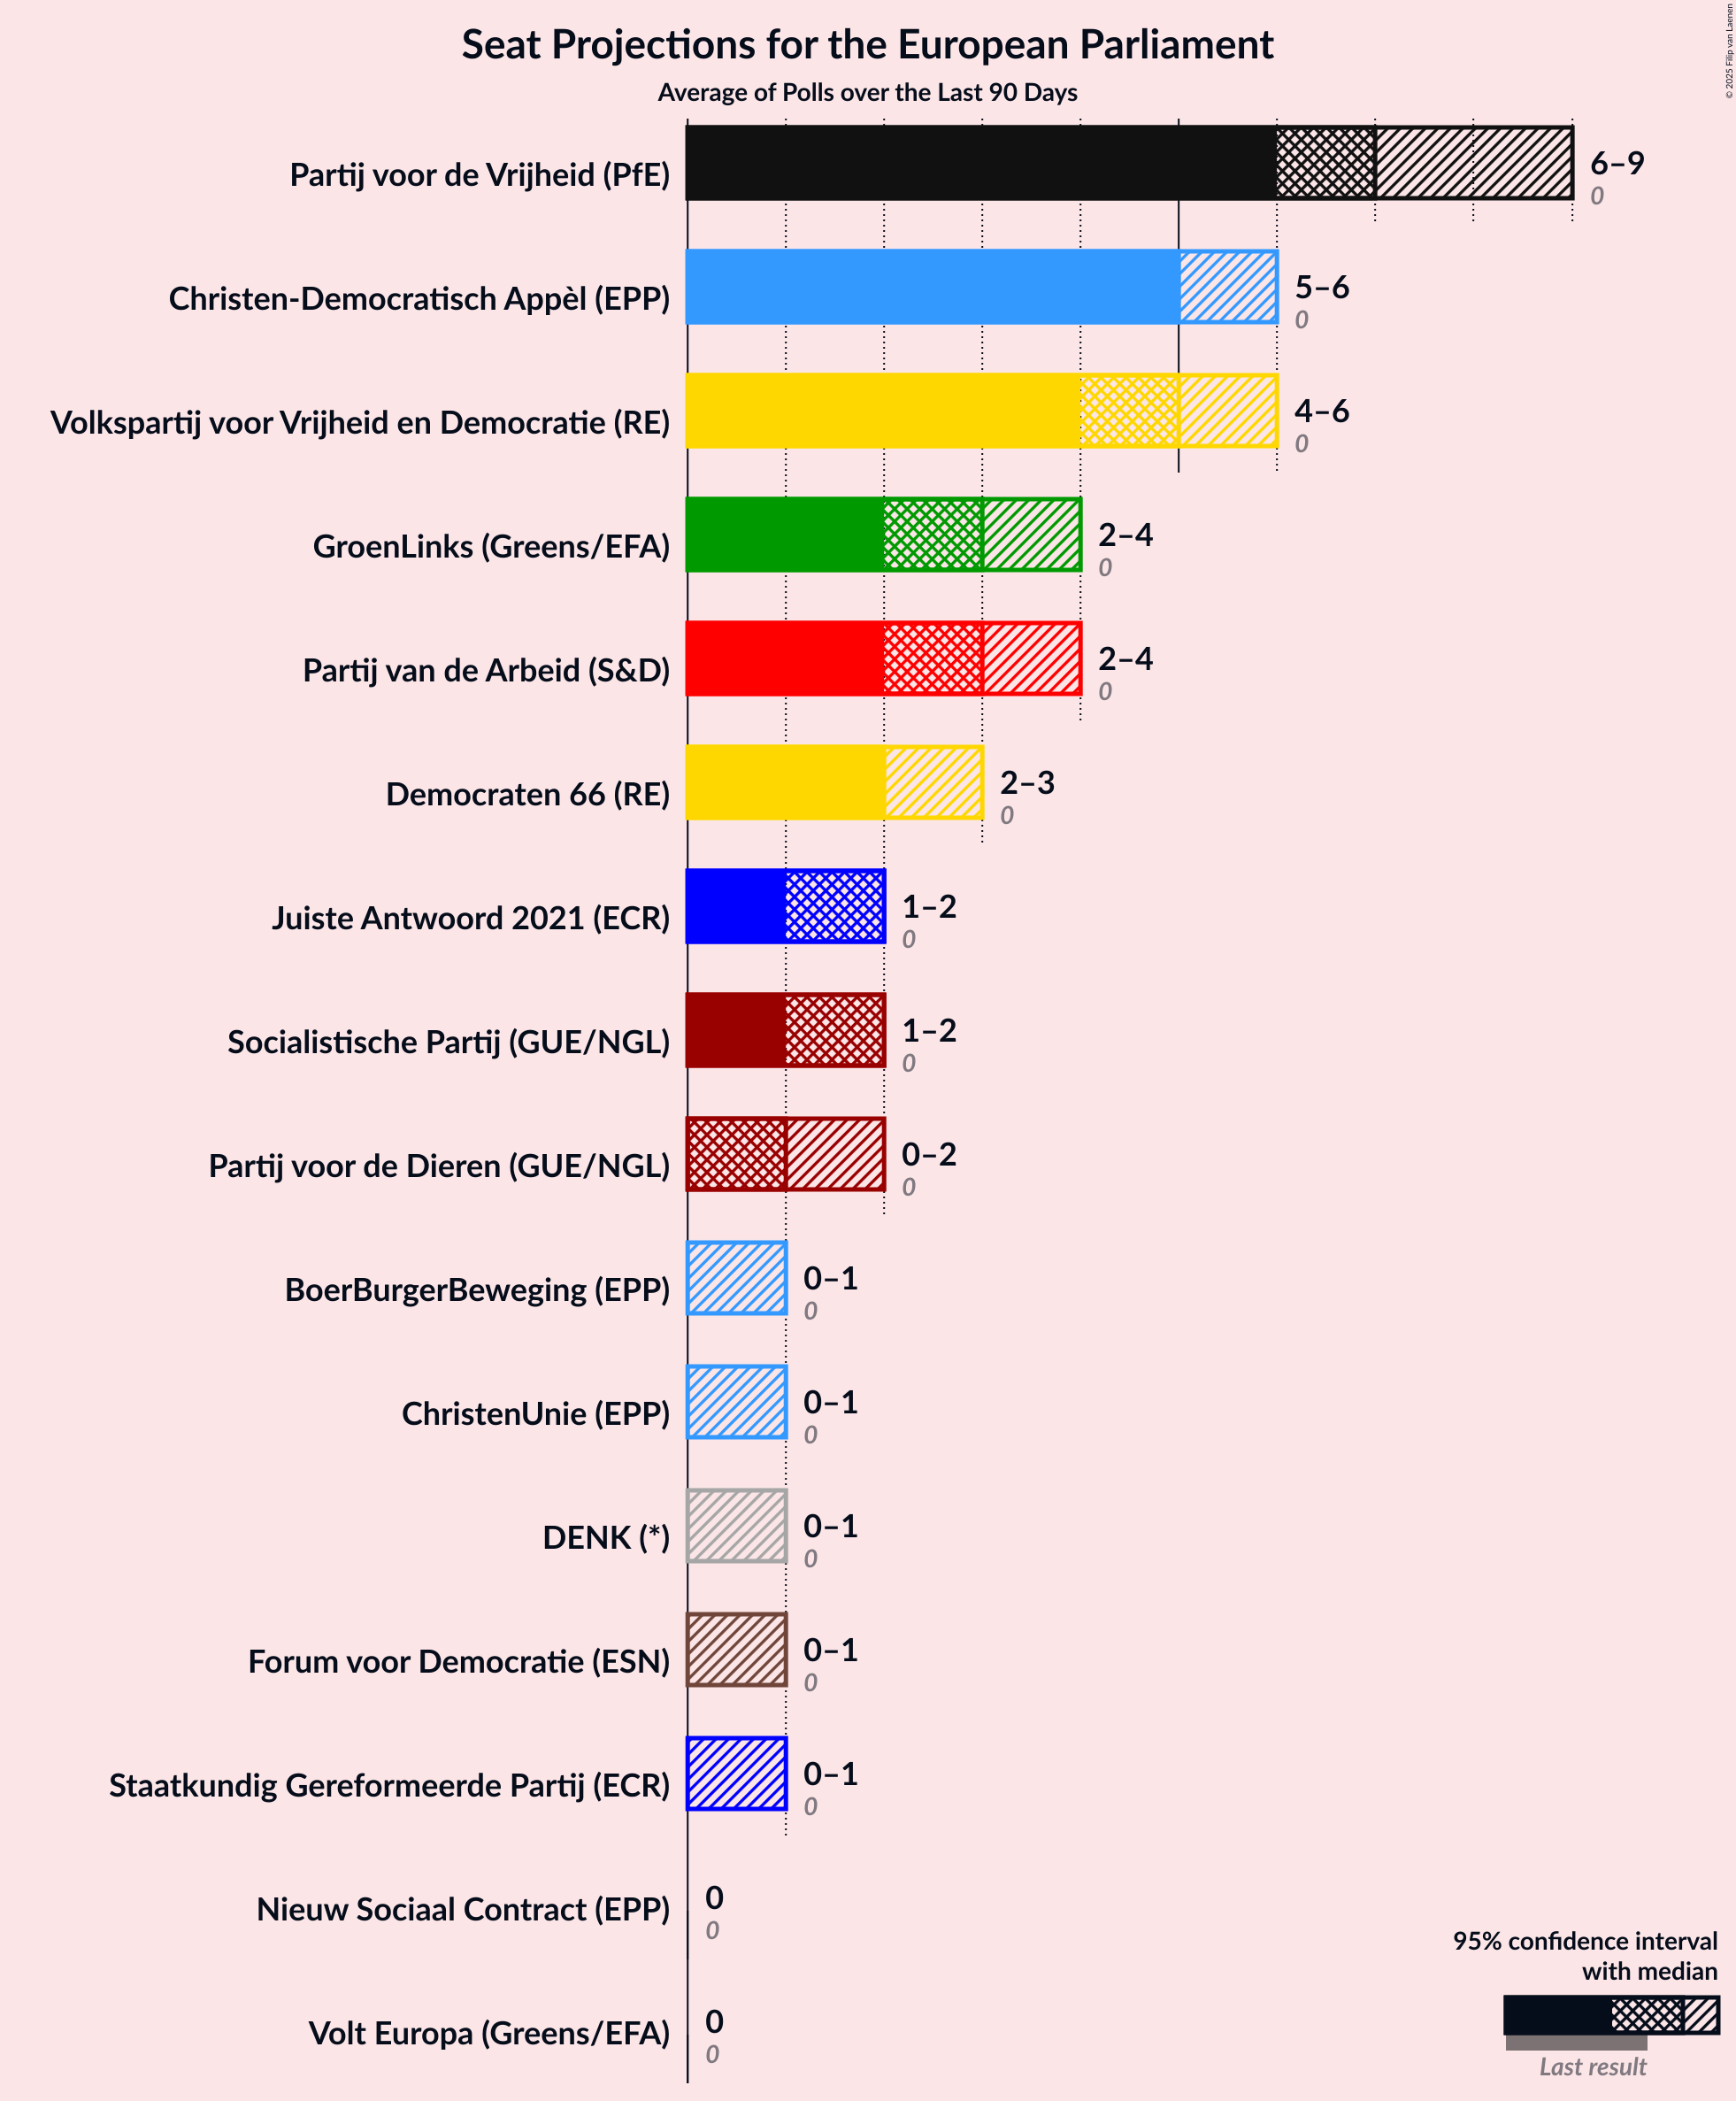 Seat Projections for the European Parliament
Average of Polls over the Last 90 Days
© 2025 Filip van Laenen
Partij voor de Vrijheid (PfE)
6–9
0
Christen-Democratisch Appèl (EPP)
5–6
0
Volkspartij voor Vrijheid en Democratie (RE)
4–6
0
GroenLinks (Greens/EFA)
2–4
0
Partij van de Arbeid (S&D)
2–4
0
Democraten 66 (RE)
2–3
0
Juiste Antwoord 2021 (ECR)
1–2
0
Socialistische Partij (GUE/NGL)
1–2
0
Partij voor de Dieren (GUE/NGL)
0–2
0
BoerBurgerBeweging (EPP)
0–1
0
ChristenUnie (EPP)
0–1
0
DENK (*)
0–1
0
Forum voor Democratie (ESN)
0–1
0
Staatkundig Gereformeerde Partij (ECR)
0–1
0
Nieuw Sociaal Contract (EPP)
0
0
Volt Europa (Greens/EFA)
0
0
95% confidence interval
with median
Last result